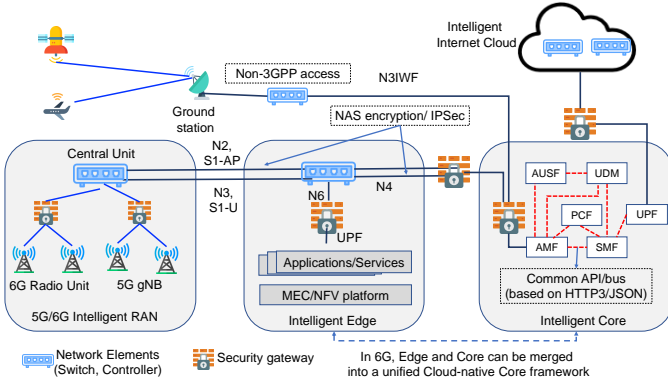 Intelligent
Internet Cloud
Non-3GPP access
N3IWF
Ground
station
NAS encryption/ IPSec
N2,
S1-AP
Central Unit
N3,
S1-U
N6
N4
UPF
AUSF
UDM
PCF
UPF
AMF
SMF
6G Radio Unit
5G gNB
Applications/Services
MEC/NFV platform
Common API/bus
(based on HTTP3/JSON)
5G/6G Intelligent RAN
Intelligent Edge
Intelligent Core
Network Elements
(Switch, Controller)
Security gateway
In 6G, Edge and Core can be merged
into a unified Cloud-native Core framework